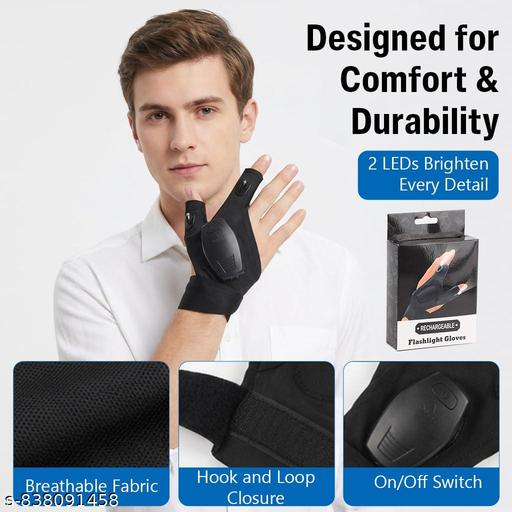 Designed for
Comfort &
Durability
2 LEDs Brighten
Every Detail
• RECHARGEABLE •
Flashlight Gloves
Breathable Fabric
Hook and Loop
Closure
On/Off Switch
s-838091458